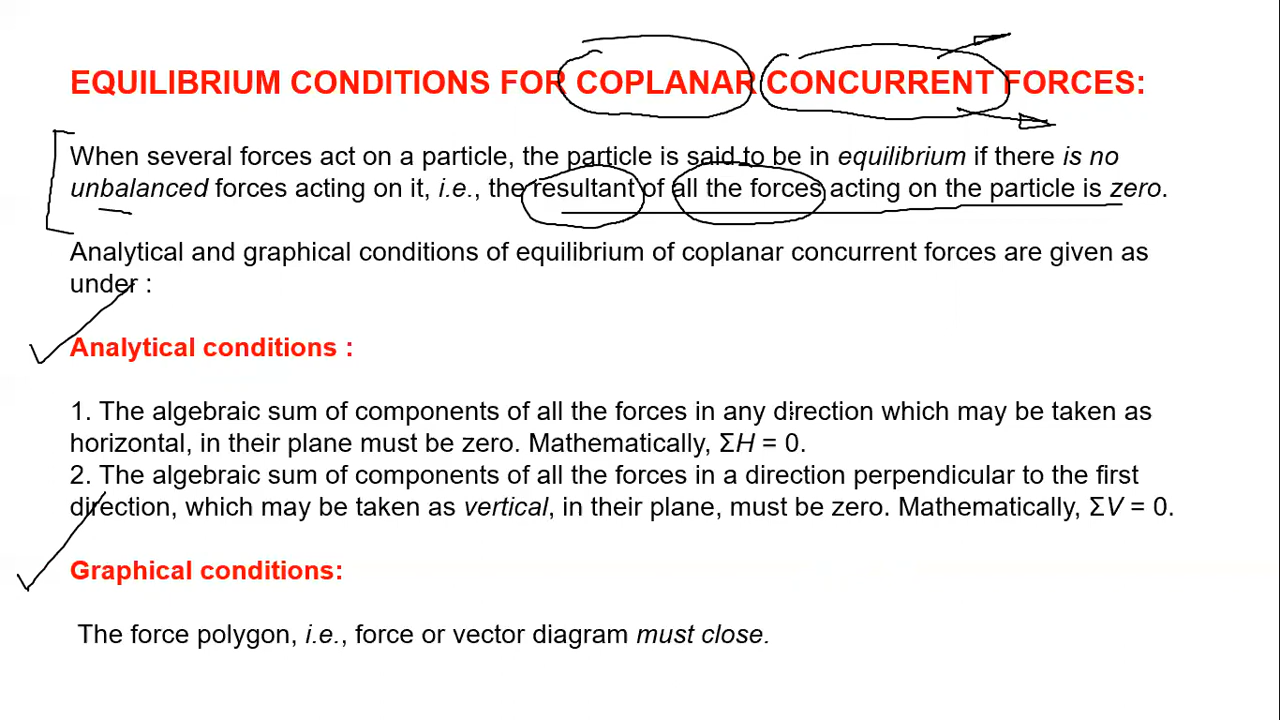 EQUILIBRIUM CONDITIONS FOR COPLANAR CONCURRENT FORCES:
When several forces act on a particle, the particle is said to be in equilibrium if there is no
unbalanced forces acting on it, i.e., the resultant of all the forces acting on the particle is zero.
Analytical and graphical conditions of equilibrium of coplanar concurrent forces are given as
under :
Analytical conditions :
1. The algebraic sum of components of all the forces in any direction which may be taken as
horizontal, in their plane must be zero. Mathematically, ΣH = 0.
2. The algebraic sum of components of all the forces in a direction perpendicular to the first
direction, which may be taken as vertical, in their plane, must be zero. Mathematically, ΣV = 0.
Graphical conditions:
The force polygon, i.e., force or vector diagram must close.